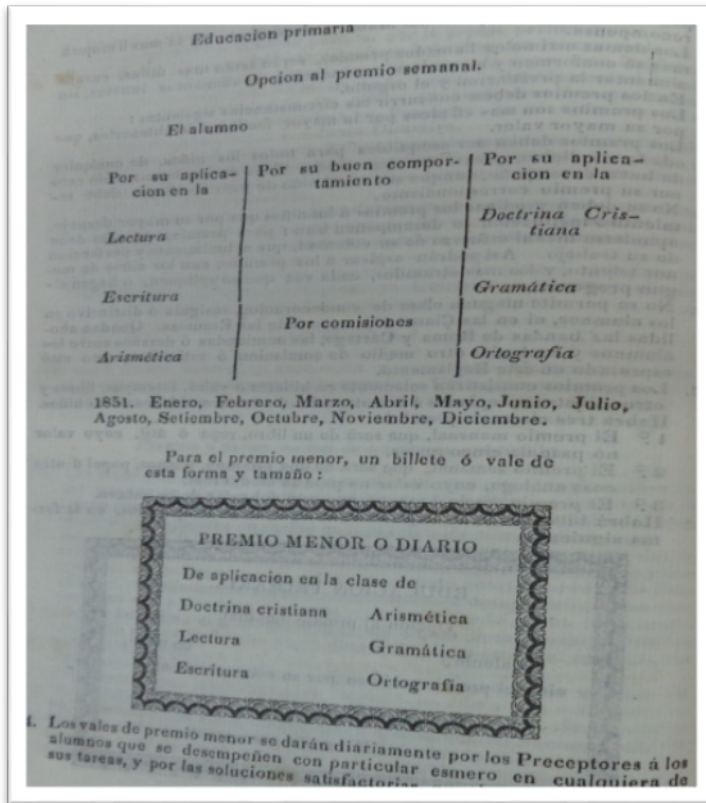 Educacion primaria
Opcion al premio semanal.
El alumno
Por su aplica-
cion en la
Lectura
Escritura
Arismética
Por su buen compor-
tamiento
Por comisiones
Por su aplica-
cion en la
Doctrina Cris-
tiana
Gramática
Ortografía
1851. Enero, Febrero, Marzo, Abril, Mayo, Junio, Julio,
Agosto, Setiembre, Octubre, Noviembre, Diciembre.
Para el premio menor, un billete ó vale de
esta forma y tamaño :
PREMIO MENOR O DIARIO
De aplicacion en la clase de
Doctrina cristiana Arismética
Lectura Gramática
Escritura Ortografía
Los vales de premio menor se darán diariamente por los Preceptores á los
alumnos que se desempeñen con particular esmero en cualquiera de
sus tareas, y por las soluciones satisfactorias